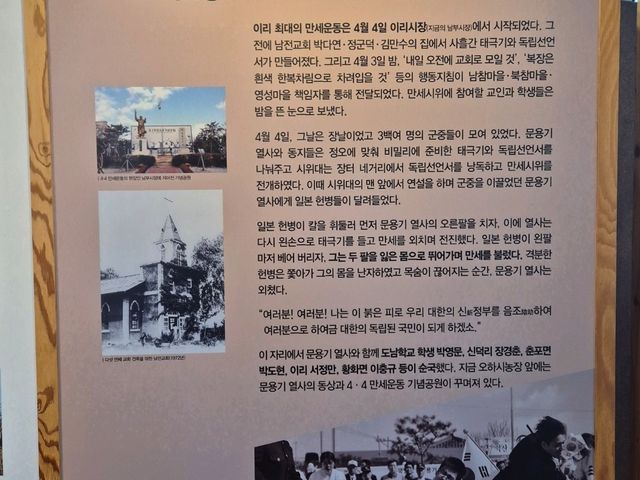 이리 최대의 만세운동은 4월 4일 이리시장(지금의 남부시장)에서 시작되었다. 그
전에 남전교회 박다연·정군덕·김만수의 집에서 사흘간 태극기와 독립선언
서가 만들어졌다. 그리고 4월 3일 밤, ‘내일 오전에 교회로 모일 것’, ‘복장은
흰색 한복차림으로 차려입을 것’ 등의 행동지침이 남참마을·북참마을·
영성마을 책임자를 통해 전달되었다. 만세시위에 참여할 교인과 학생들은
밤을 뜬 눈으로 보냈다.
4월 4일, 그날은 장날이었고 3백여 명의 군중들이 모여 있었다. 문용기
열사와 동지들은 정오에 맞춰 비밀리에 준비한 태극기와 독립선언서를
나눠주고 시위대는 장터 네거리에서 독립선언서를 낭독하고 만세시위를
전개하였다. 이때 시위대의 맨 앞에서 연설을 하며 군중을 이끌었던 문용기
열사에게 일본 헌병들이 달려들었다.
일본 헌병이 칼을 휘둘러 먼저 문용기 열사의 오른팔을 치자, 이에 열사는
다시 왼손으로 태극기를 들고 만세를 외치며 전진했다. 일본 헌병이 왼팔
마저 베어 버리자, 그는 두 팔을 잃은 몸으로 뛰어가며 만세를 불렀다. 격분한
헌병은 쫓아가 그의 몸을 난자하였고 목숨이 끊어지는 순간, 문용기 열사는
외쳤다.
“여러분! 여러분! 나는 이 붉은 피로 우리 대한의 신新정부를 음조陰助하여
여러분으로 하여금 대한의 독립된 국민이 되게 하겠소.”
이 자리에서 문용기 열사와 함께 도남학교 학생 박영문, 신덕리 장경춘, 춘포면
박도현, 이리 서정만, 황화면 이충규 등이 순국했다. 지금 오하시농장 앞에는
문용기 열사의 동상과 4·4 만세운동 기념공원이 꾸며져 있다.